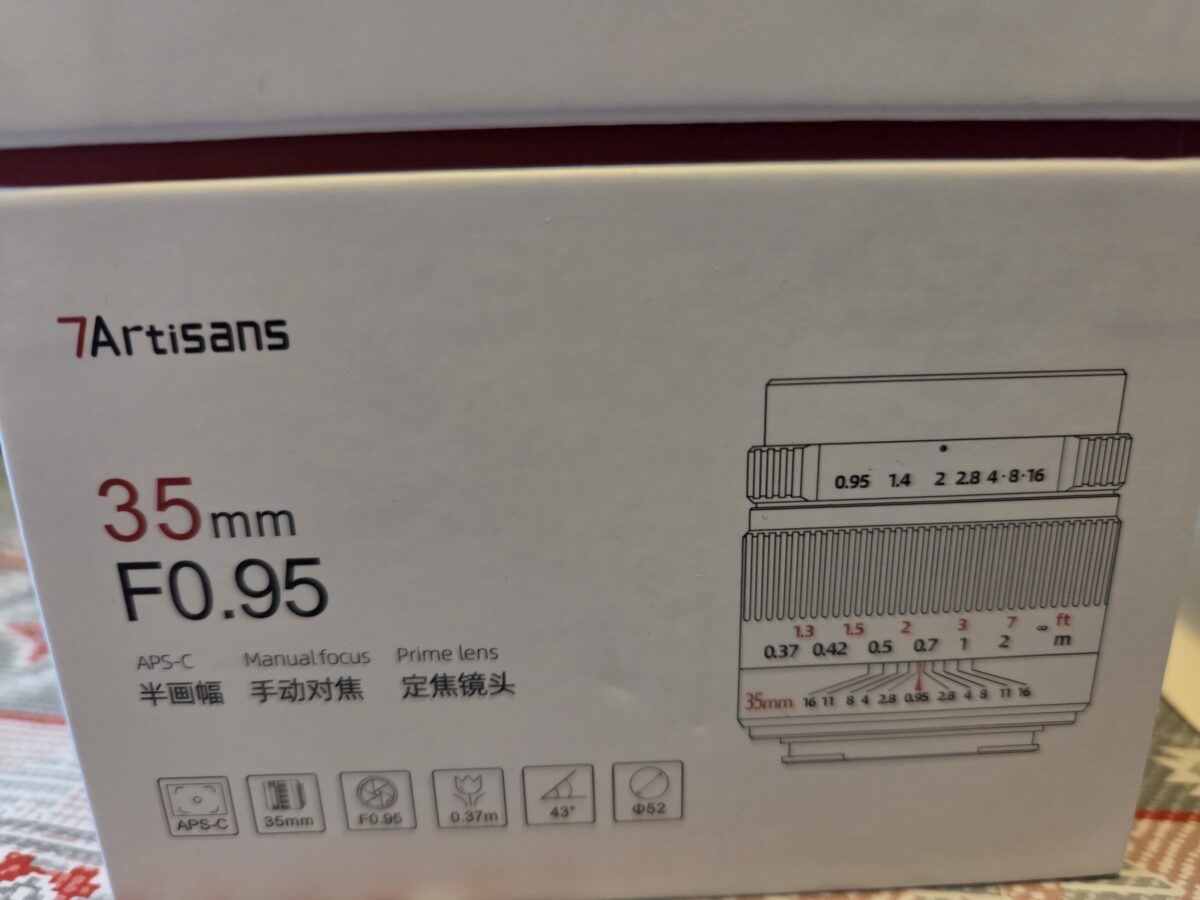 7Artisans
35mm
F0.95
APS-C Manual focus Prime lens
半画幅 手动对焦 定焦镜头
APS-C 35mm F0.95 0.37m 43° Φ52
0.95 1.4 2 2.8 4·8·16
1.3 1.5 2 3 7 ∞ ft
0.37 0.42 0.5 0.7 1 2 m
35mm 16 11 8 4 2.8 0.95 2.8 4 8 11 16